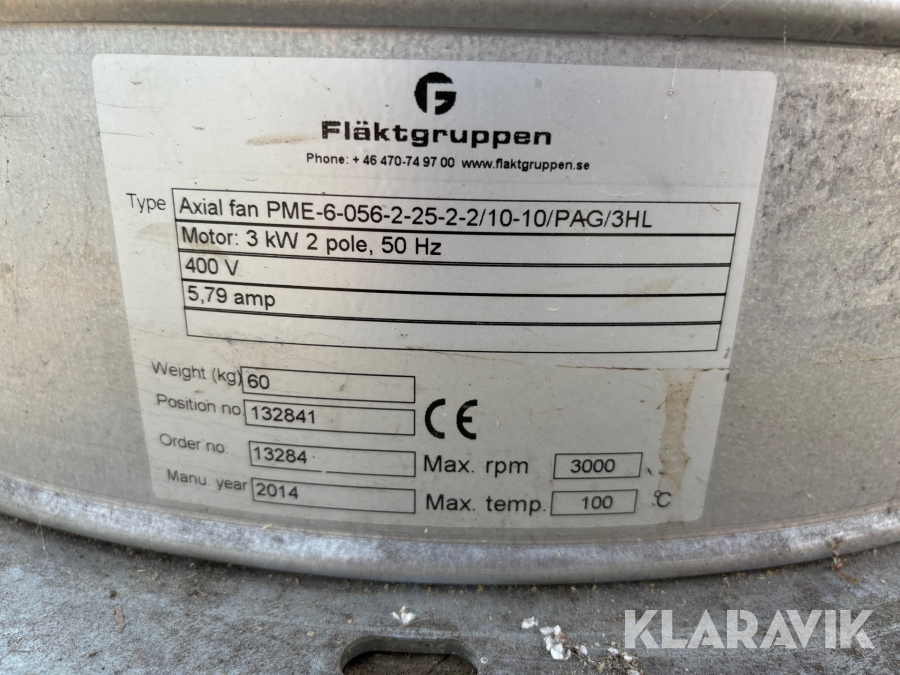 Fläktgruppen
Phone: + 46 470-74 97 00 www.flaktgruppen.se
Type Axial fan PME-6-056-2-25-2-2/10-10/PAG/3HL
Motor: 3 kW 2 pole, 50 Hz
400 V
5,79 amp
Weight (kg) 60
Position no. 132841
CE
Order no. 13284
Max. rpm 3000
Manu year 2014
Max. temp. 100 °C
KLARAVIK